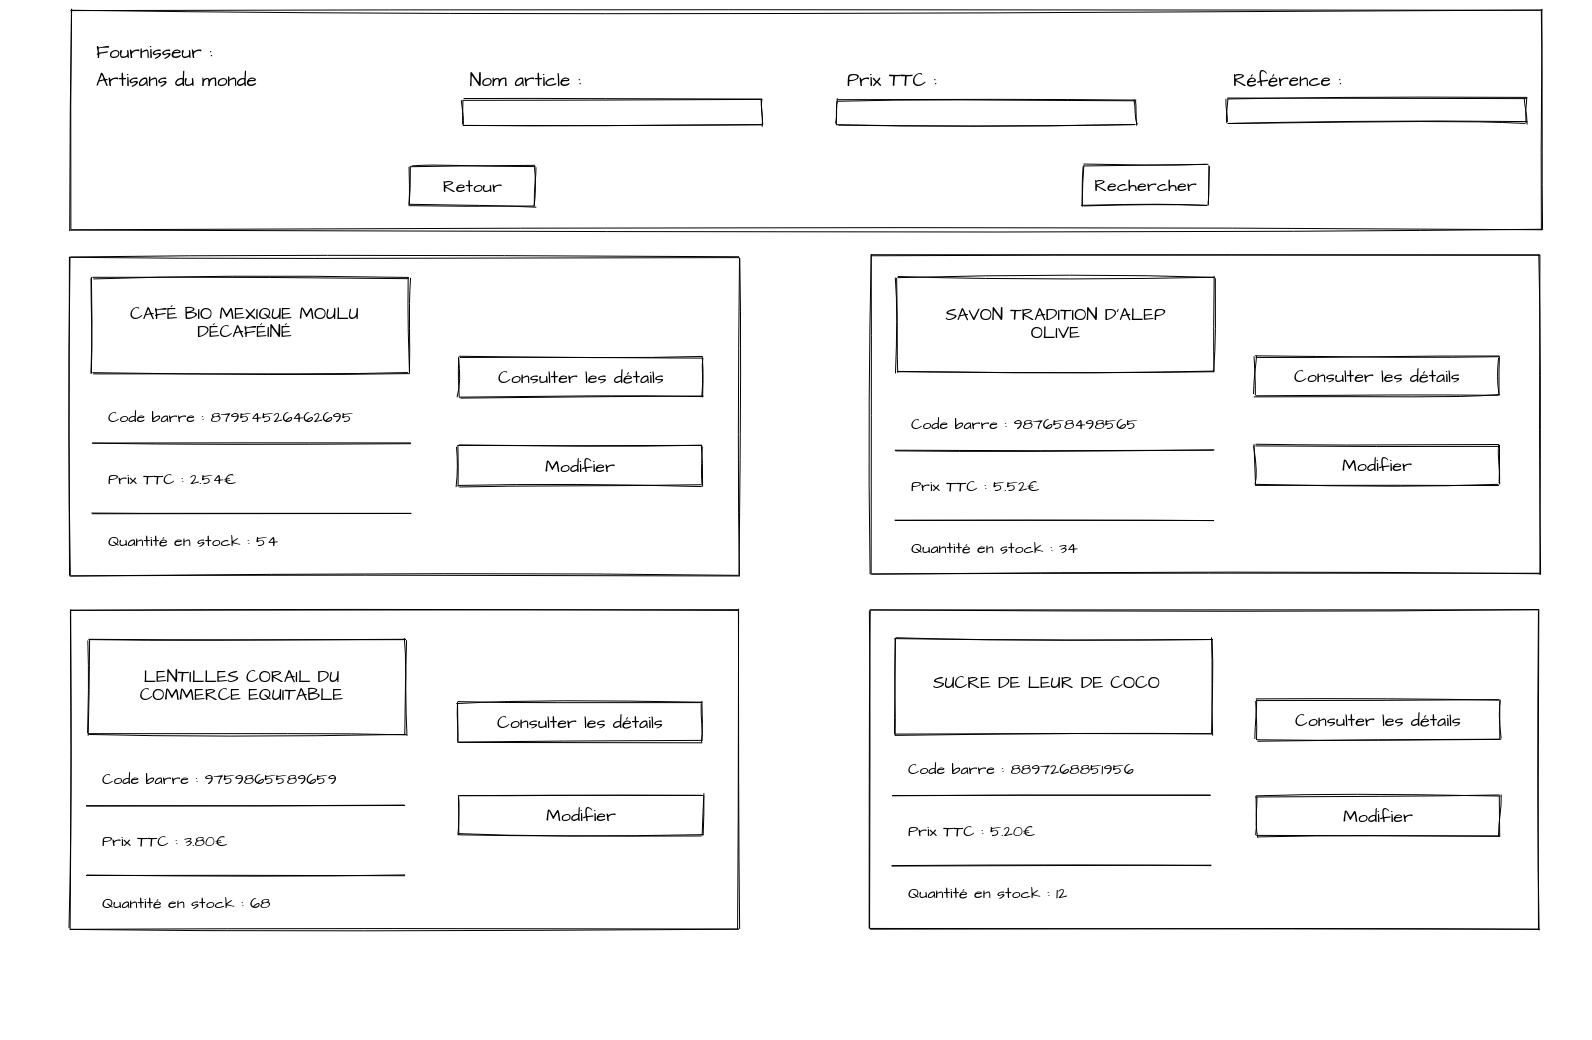 Fournisseur :
Artisans du monde
Nom article :
Prix TTC :
Référence :
Retour
Rechercher
CAFÉ BIO MEXIQUE MOULU
DÉCAFÉINÉ
Consulter les détails
Code barre : 87954526462695
Modifier
Prix TTC : 2.54€
Quantité en stock : 54
SAVON TRADITION D'ALEP
OLIVE
Consulter les détails
Code barre : 987658498565
Modifier
Prix TTC : 5.52€
Quantité en stock : 34
LENTILLES CORAIL DU
COMMERCE EQUITABLE
Consulter les détails
Code barre : 9759865589659
Modifier
Prix TTC : 3.80€
Quantité en stock : 68
SUCRE DE LEUR DE COCO
Consulter les détails
Code barre : 8897268851956
Modifier
Prix TTC : 5.20€
Quantité en stock : 12